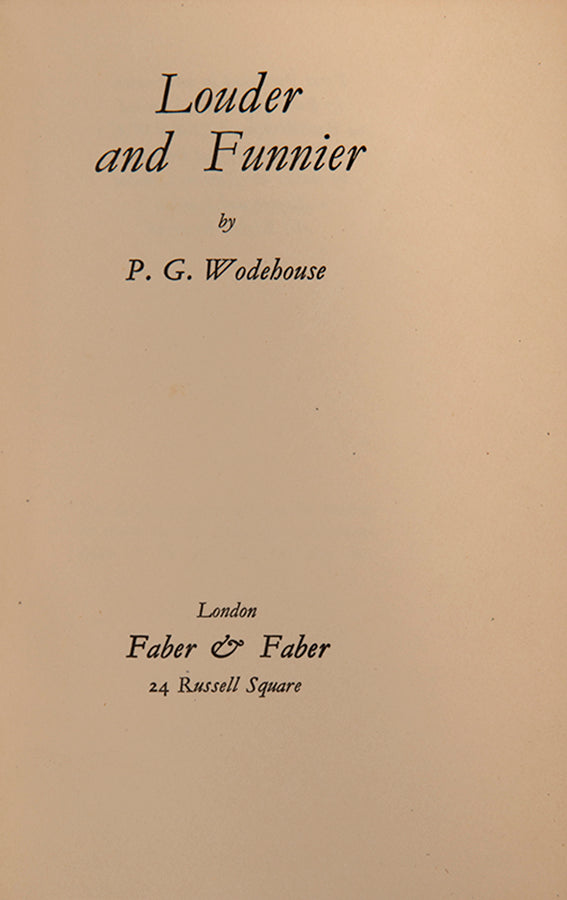 Louder
and Funnier
by
P. G. Wodehouse
London
Faber & Faber
24 Russell Square